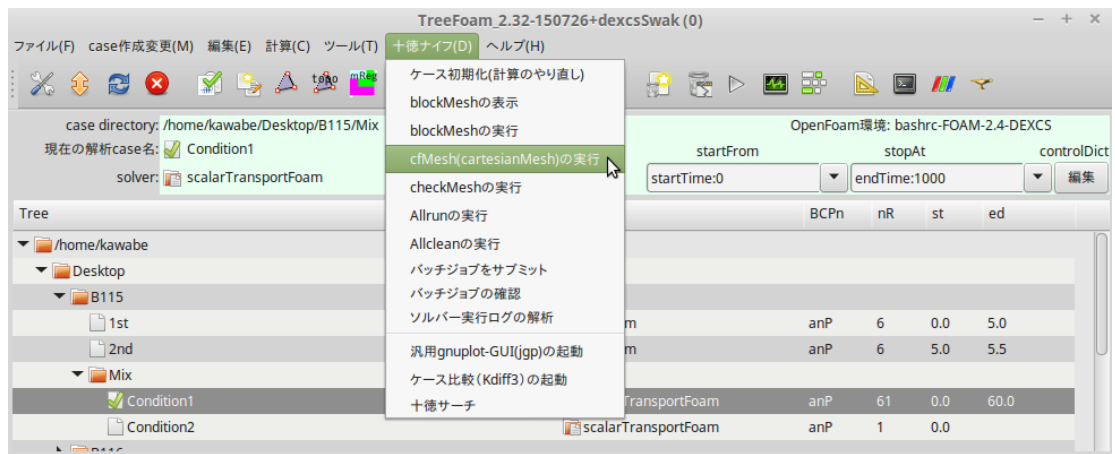 TreeFoam_2.32-150726+dexcsSwak (0)
ファイル(F) case作成変更(M) 編集(E) 計算(C) ツール(T) 十徳ナイフ(D) ヘルプ(H)
topo mReg
ケース初期化(計算のやり直し)
blockMeshの表示
blockMeshの実行
cfMesh(cartesianMesh)の実行
checkMeshの実行
Allrunの実行
Allcleanの実行
バッチジョブをサブミット
バッチジョブの確認
ソルバー実行ログの解析
汎用gnuplot-GUI(jgp)の起動
ケース比較(Kdiff3)の起動
十徳サーチ
case directory: /home/kawabe/Desktop/B115/Mix
OpenFoam環境: bashrc-FOAM-2.4-DEXCS
現在の解析case名: Condition1
startFrom stopAt controlDict
solver: scalarTransportFoam
startTime:0 endTime:1000 編集
Tree BCPn nR st ed
/home/kawabe
Desktop
B115
1st m anP 6 0.0 5.0
2nd m anP 6 5.0 5.5
Mix
Condition1 TransportFoam anP 61 0.0 60.0
Condition2 scalarTransportFoam anP 1 0.0